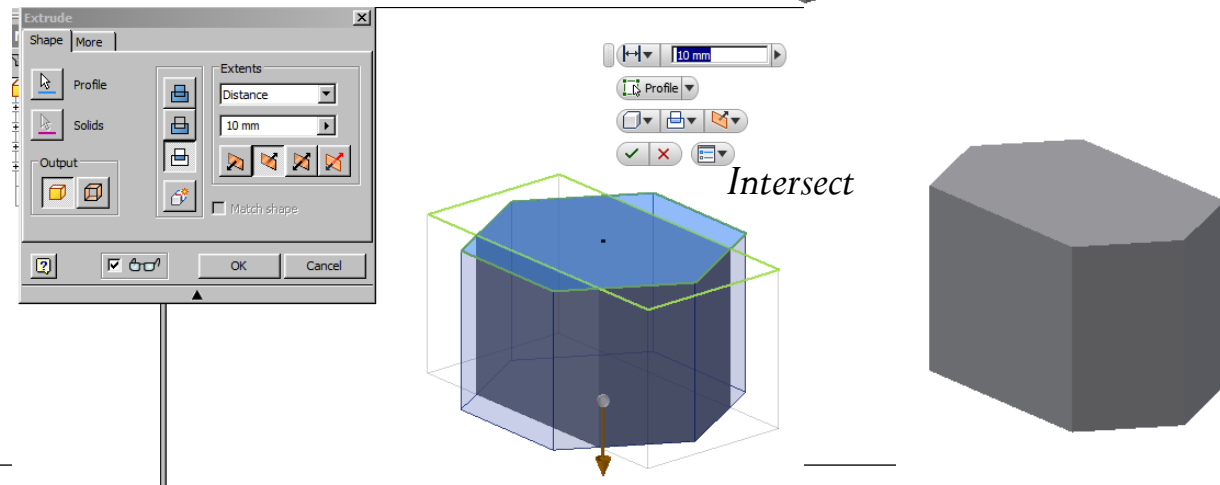 Extrude
Shape More
Profile
Solids
Output
Extents
Distance
10 mm
Match shape
OK Cancel
10 mm
Profile
Intersect